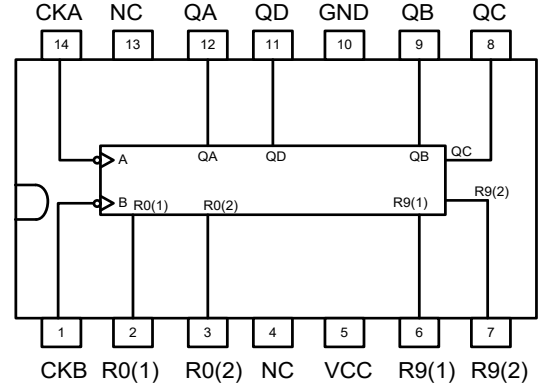 CKA NC QA QD GND QB QC
14 13 12 11 10 9 8
A QA QD QB QC
B R0(1) R0(2) R9(1) R9(2)
1 2 3 4 5 6 7
CKB R0(1) R0(2) NC VCC R9(1) R9(2)